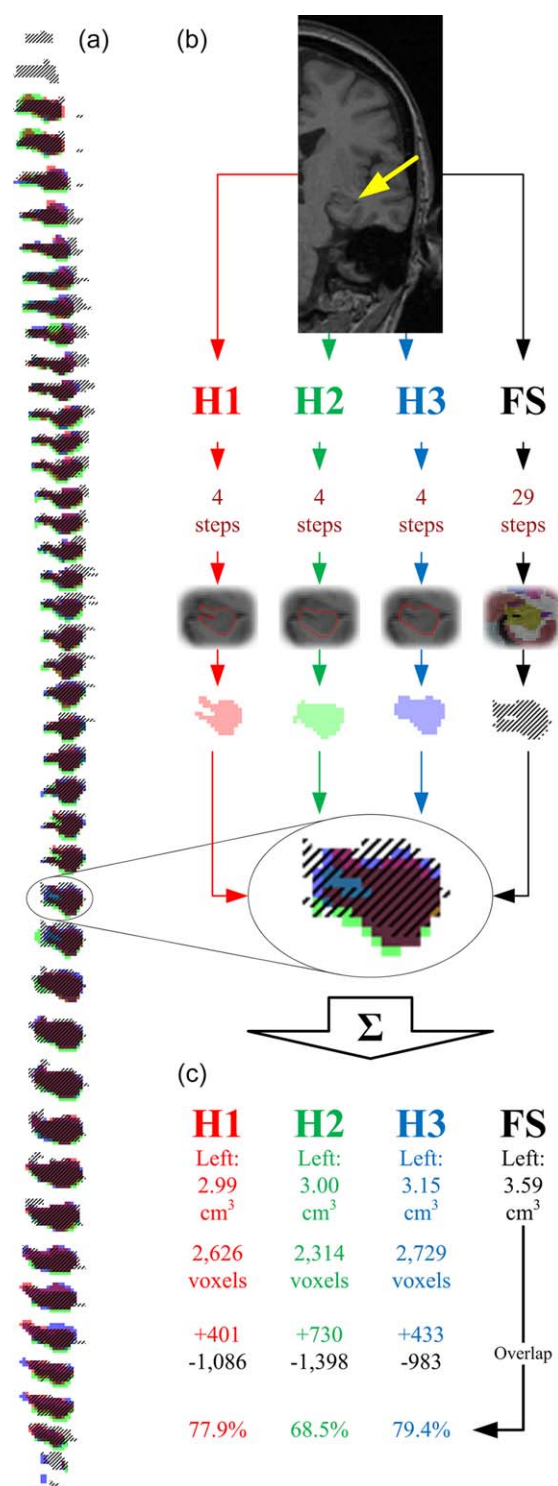 (a)
(b)
H1 H2 H3 FS
4 4 4 29
steps steps steps steps
Σ
(c)
H1 H2 H3 FS
Left: Left: Left: Left:
2.99 3.00 3.15 3.59
cm³ cm³ cm³ cm³
2,626 2,314 2,729
voxels voxels voxels
+401 +730 +433
-1,086 -1,398 -983 Overlap
77.9% 68.5% 79.4%